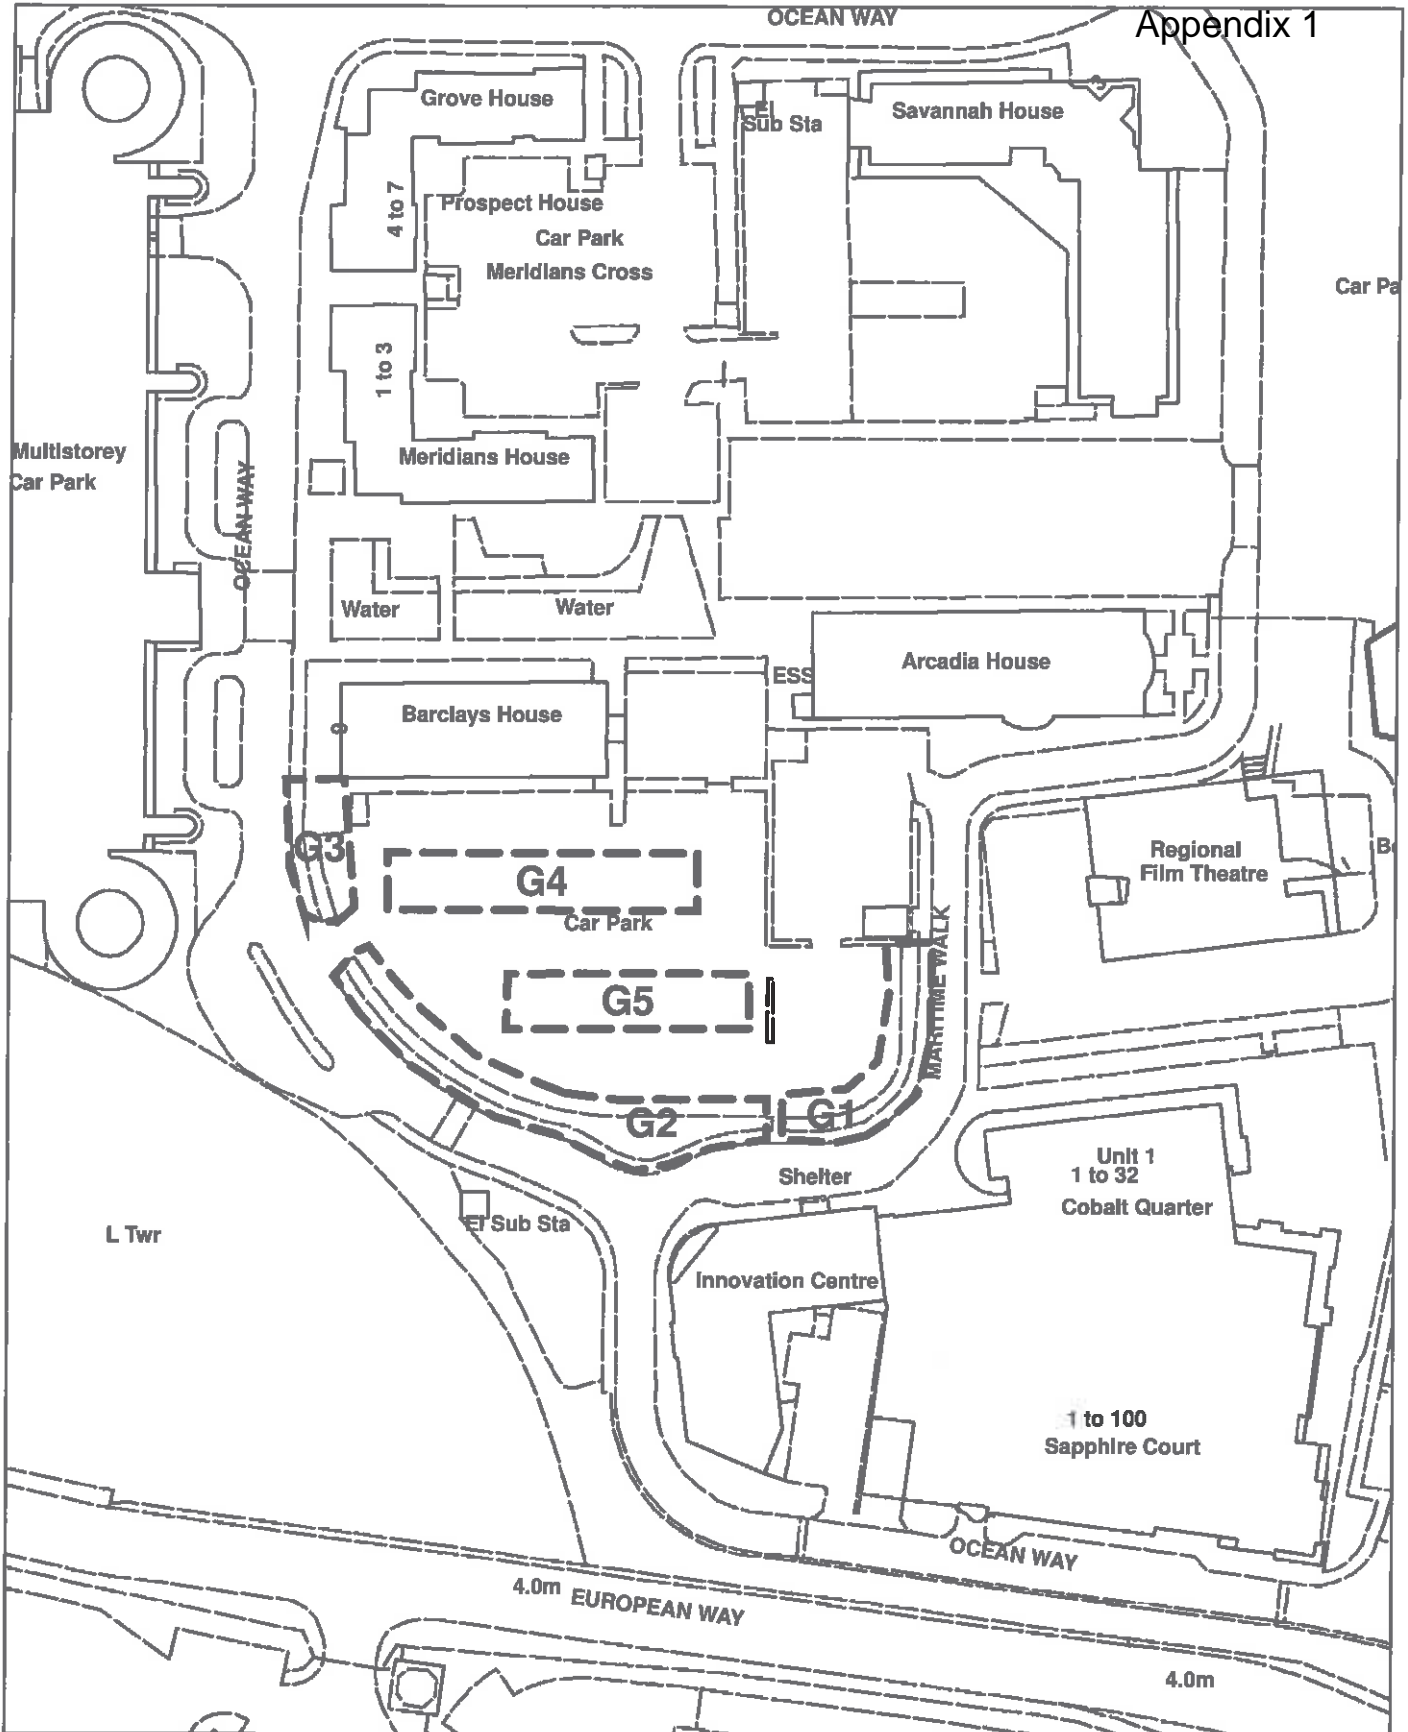 OCEAN WAY
Appendix 1
Grove House
El
Sub Sta
Savannah House
4 to 7
Prospect House
Car Park
Meridians Cross
Car Pa
1 to 3
Multistorey
Car Park
Meridians House
OCEAN WAY
Water
Water
ESS
Arcadia House
Barclays House
9
G3
G4
Car Park
Regional
Film Theatre
G5
MARITIME WALK
G2
G1
Shelter
Unit 1
1 to 32
Cobalt Quarter
L Twr
El Sub Sta
Innovation Centre
1 to 100
Sapphire Court
OCEAN WAY
4.0m
EUROPEAN WAY
4.0m